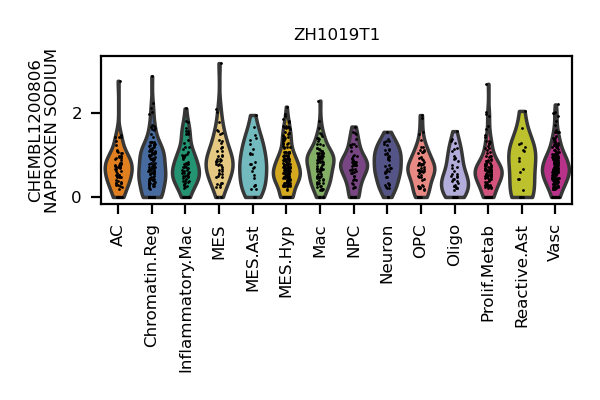 ZH1019T1
CHEMBL1200806
NAPROXEN SODIUM
2
0
AC
Chromatin.Reg
Inflammatory.Mac
MES
MES.Ast
MES.Hyp
Mac
NPC
Neuron
OPC
Oligo
Prolif.Metab
Reactive.Ast
Vasc